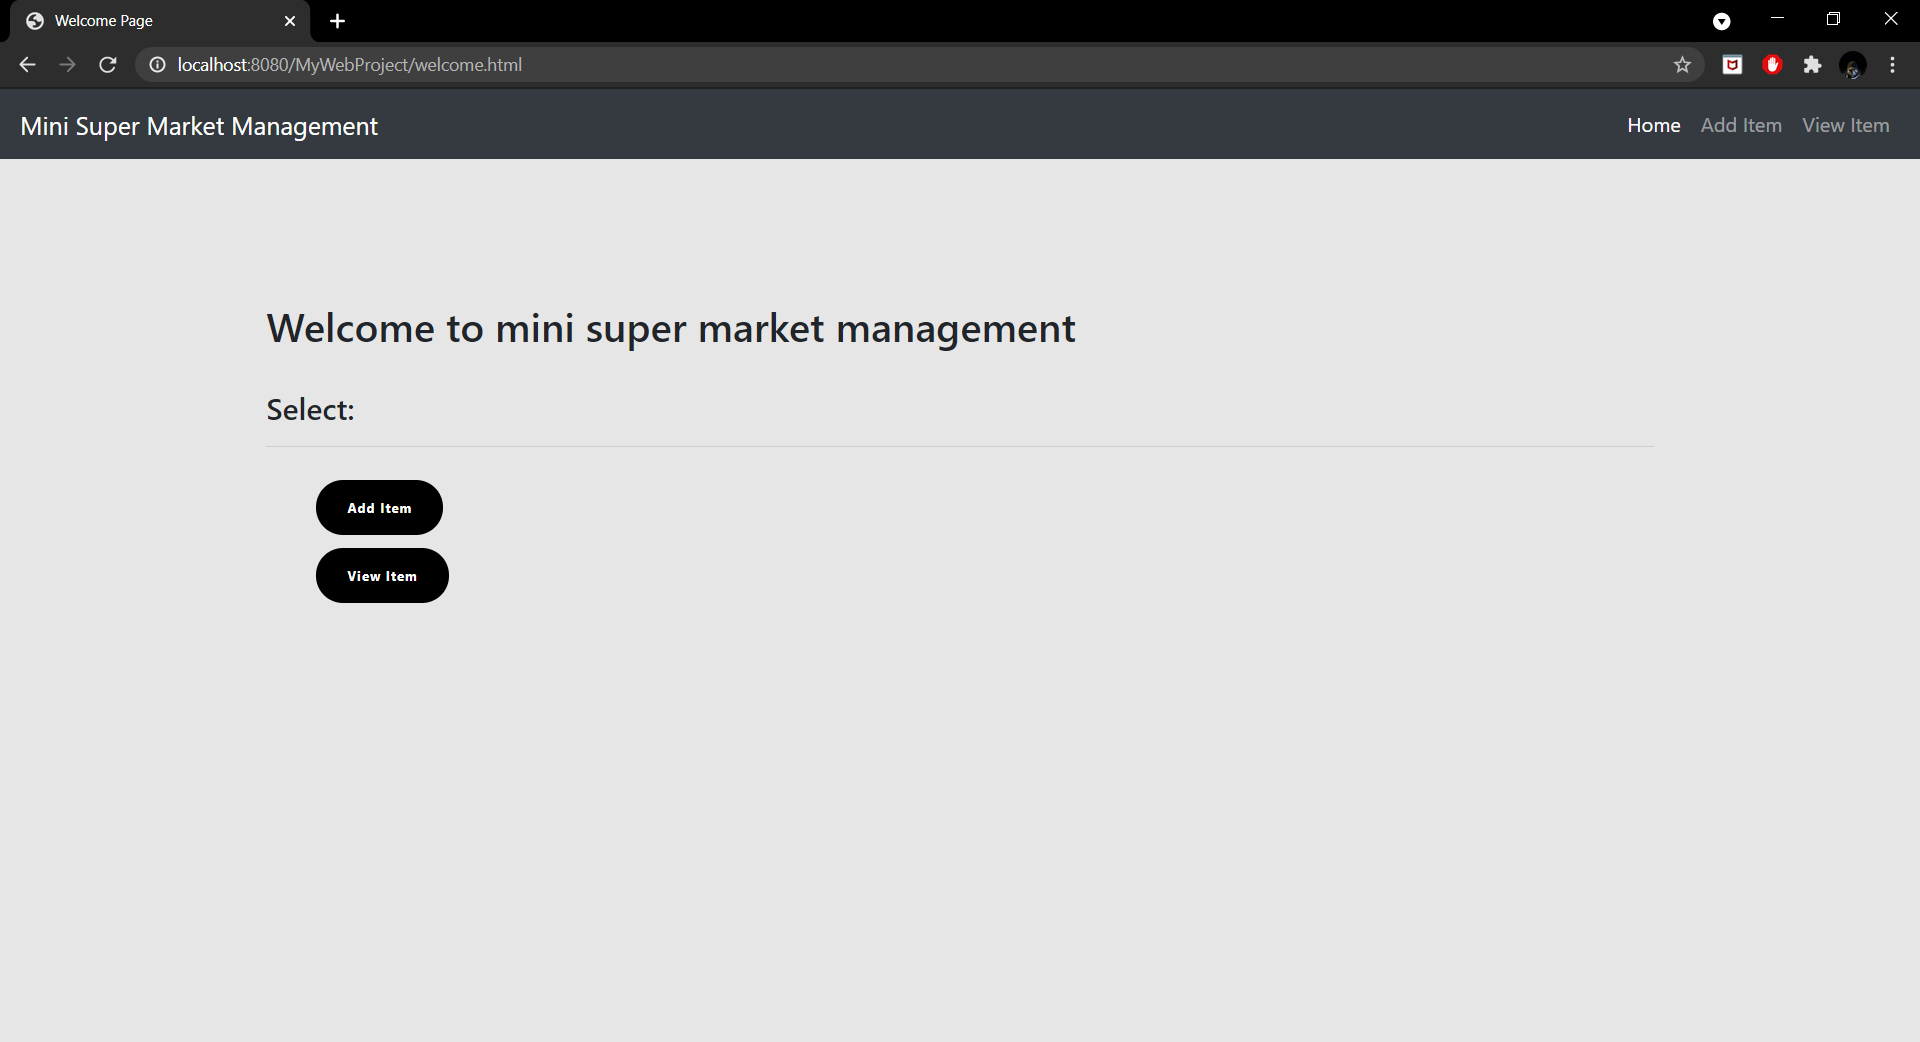 Welcome Page
localhost:8080/MyWebProject/welcome.html
Mini Super Market Management
Home Add Item View Item
Welcome to mini super market management
Select:
Add Item
View Item